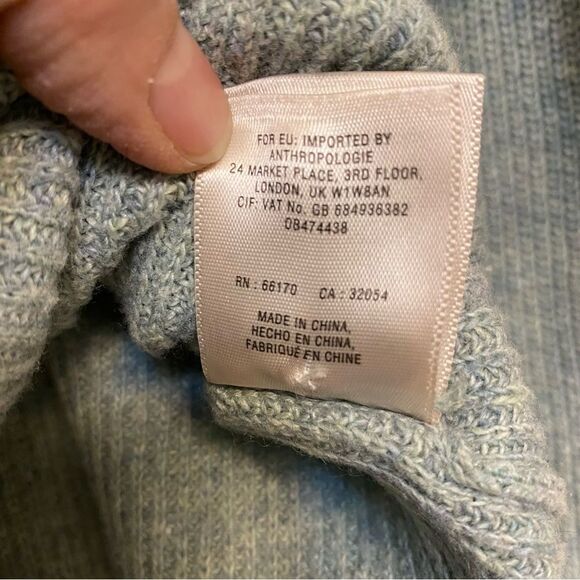 FOR EU: IMPORTED BY
ANTHROPOLOGIE
24 MARKET PLACE, 3RD FLOOR,
LONDON, UK W1W8AN
CIF: VAT No. GB 684936382
DB474438
RN : 66170 CA : 32054
MADE IN CHINA,
HECHO EN CHINA,
FABRIQUÉ EN CHINE